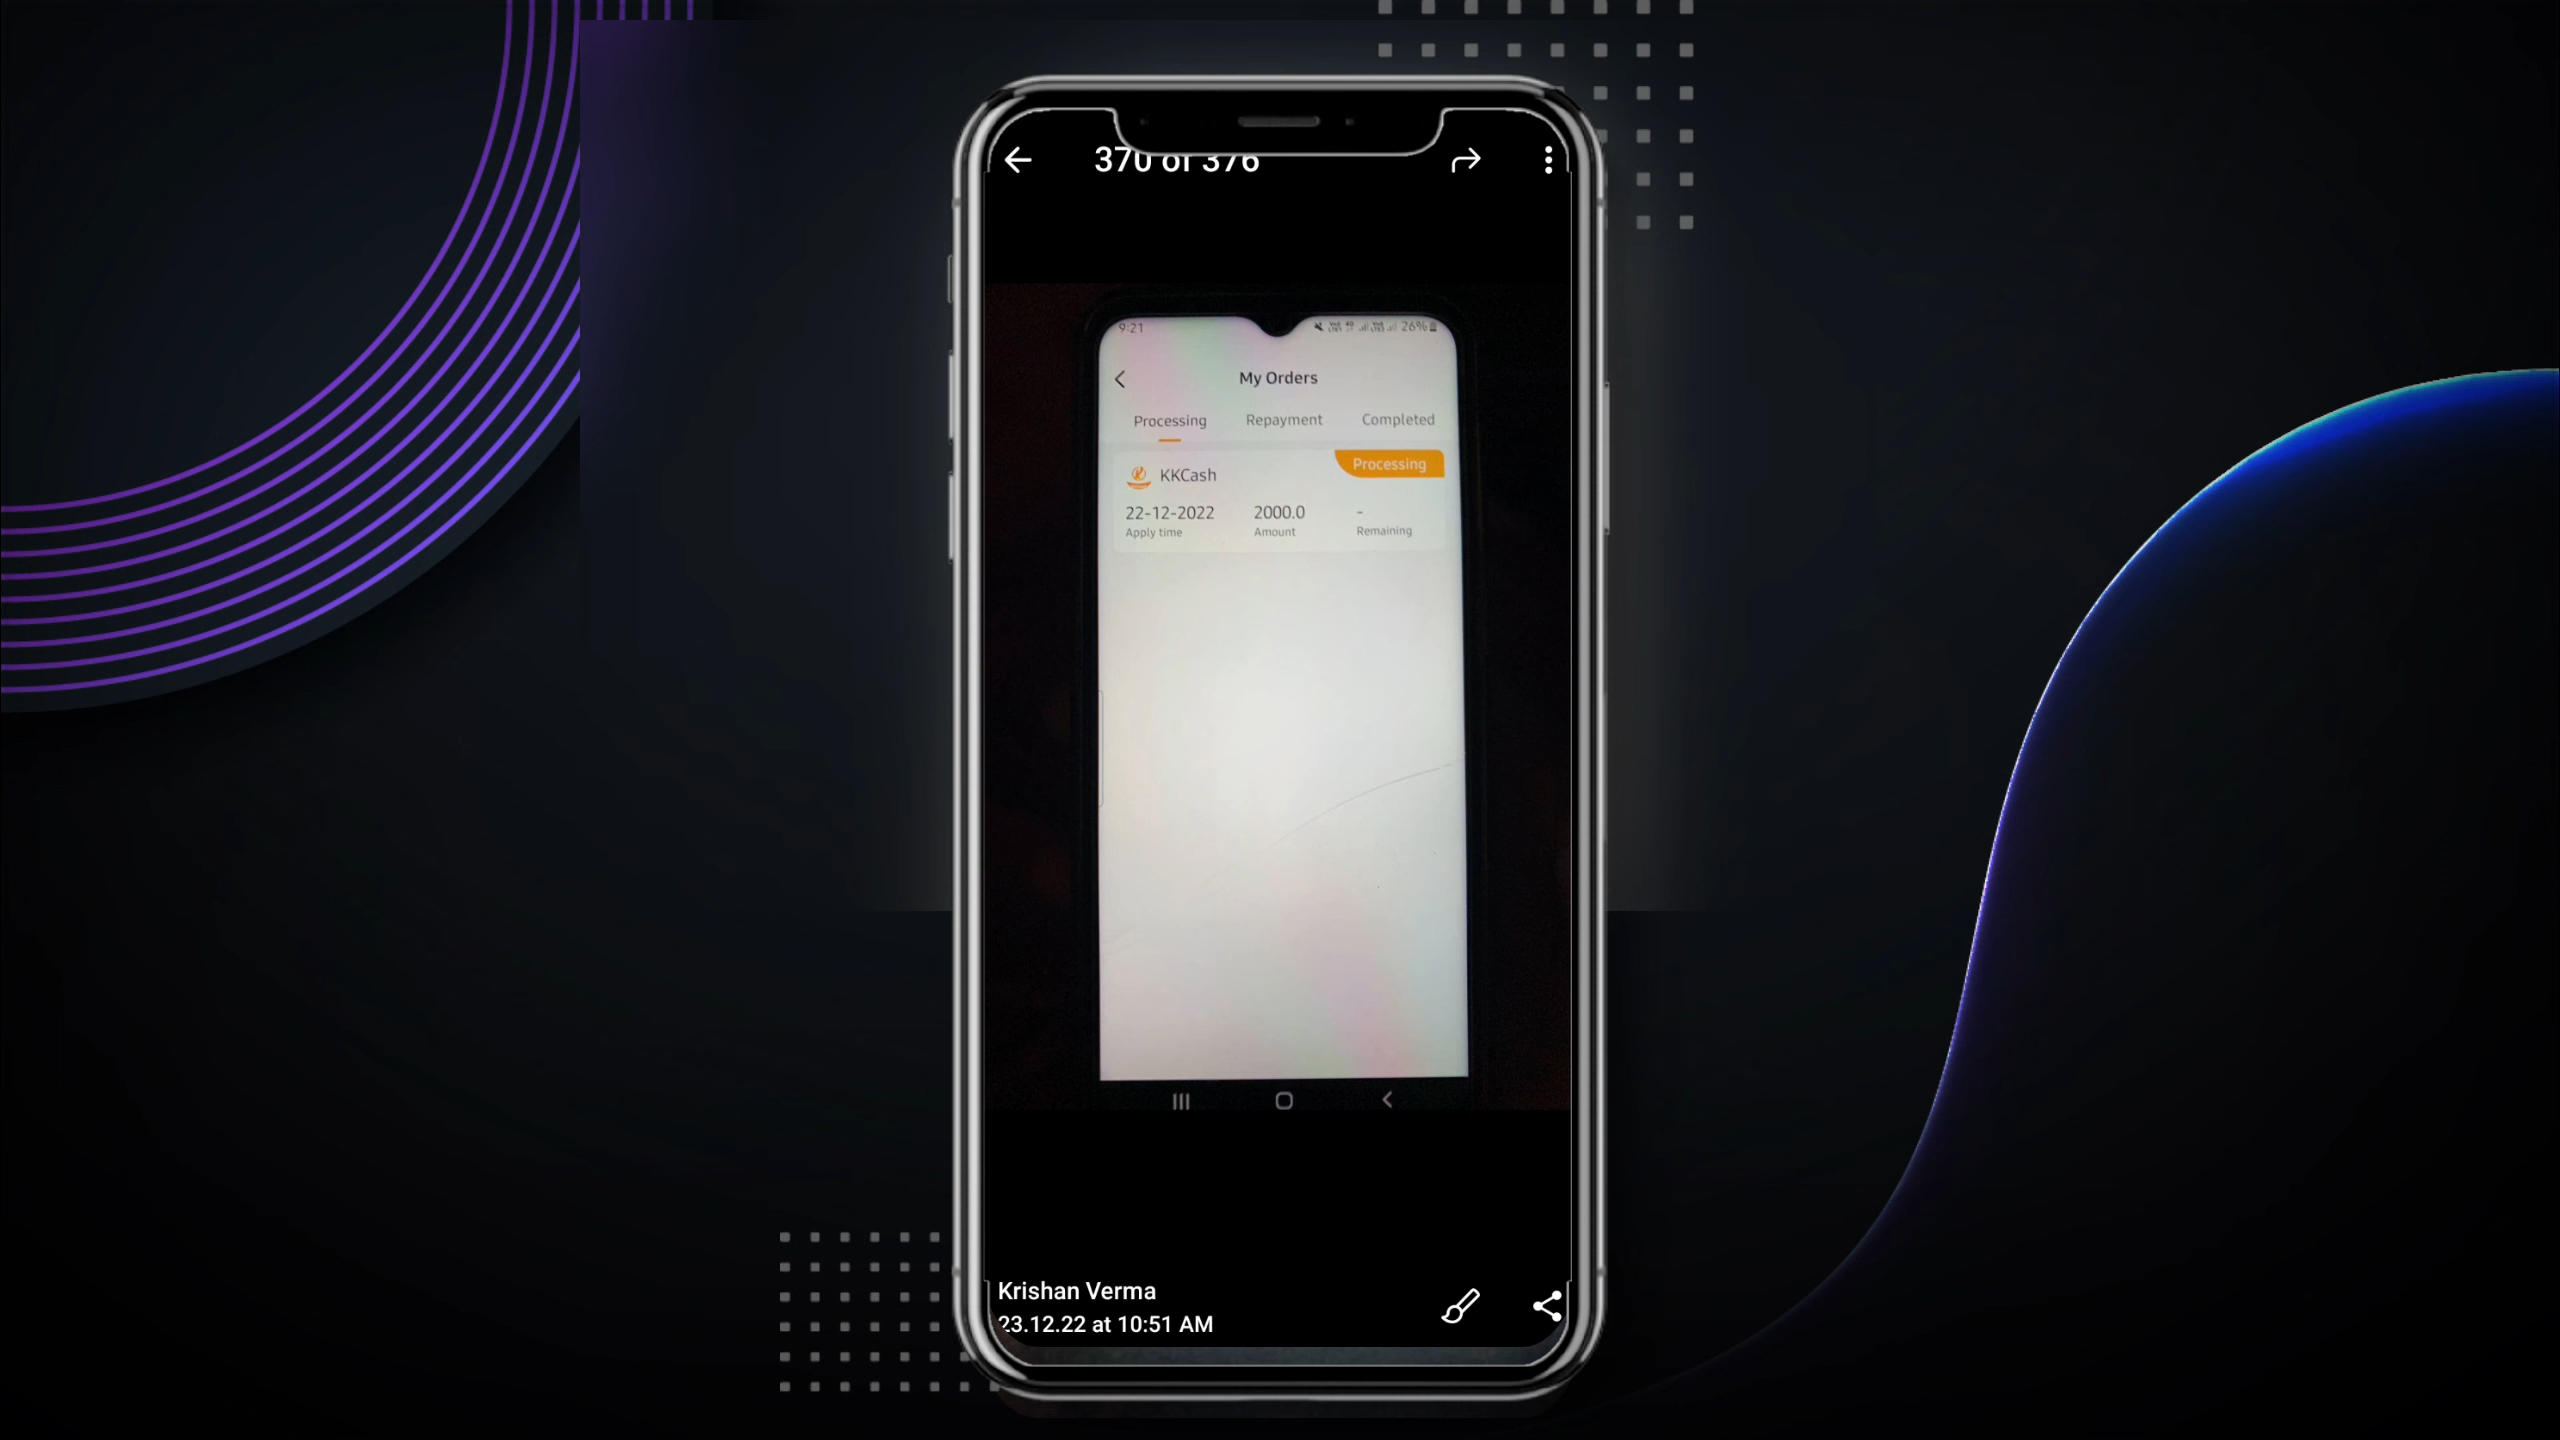 370 of 376
9:21
26%
My Orders
Processing Repayment Completed
KKCash Processing
22-12-2022 2000.0 -
Apply time Amount Remaining
Krishan Verma
23.12.22 at 10:51 AM